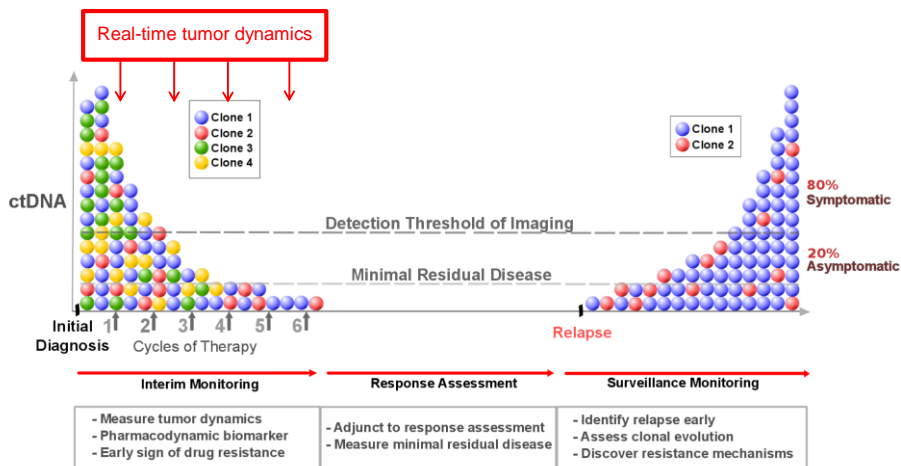 Real-time tumor dynamics
Clone 1
Clone 2
Clone 3
Clone 4
Clone 1
Clone 2
ctDNA
80%
Symptomatic
Detection Threshold of Imaging
20%
Asymptomatic
Minimal Residual Disease
Initial
Diagnosis
1 2 3 4 5 6
Cycles of Therapy
Relapse
Interim Monitoring
Response Assessment
Surveillance Monitoring
- Measure tumor dynamics
- Pharmacodynamic biomarker
- Early sign of drug resistance
- Adjunct to response assessment
- Measure minimal residual disease
- Identify relapse early
- Assess clonal evolution
- Discover resistance mechanisms